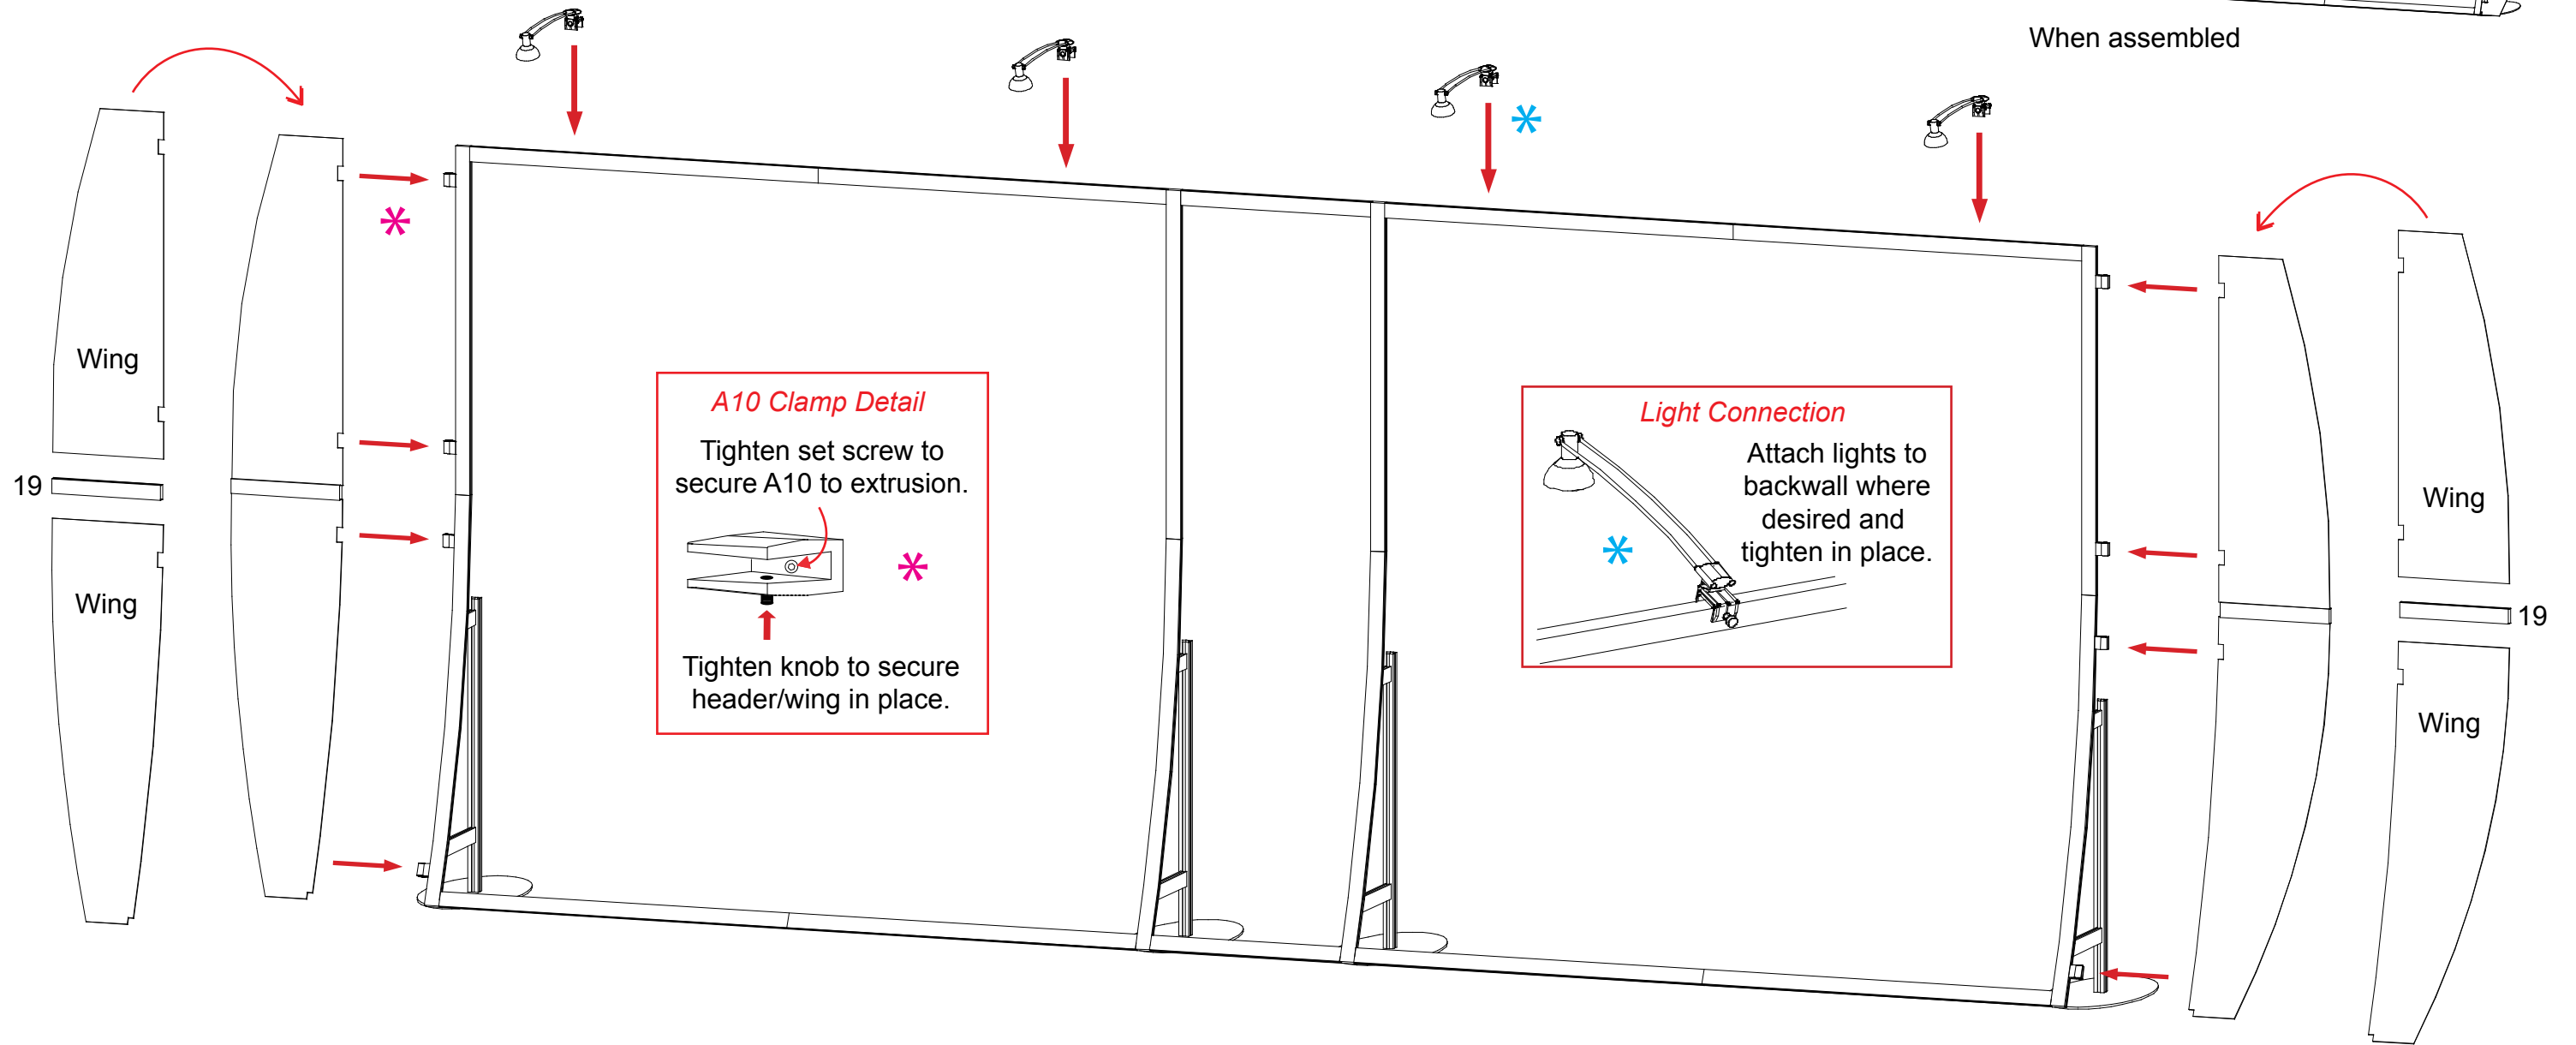 When assembled
Wing
19
Wing
A10 Clamp Detail
Tighten set screw to
secure A10 to extrusion.
Tighten knob to secure
header/wing in place.
Light Connection
Attach lights to
backwall where
desired and
tighten in place.
Wing
19
Wing